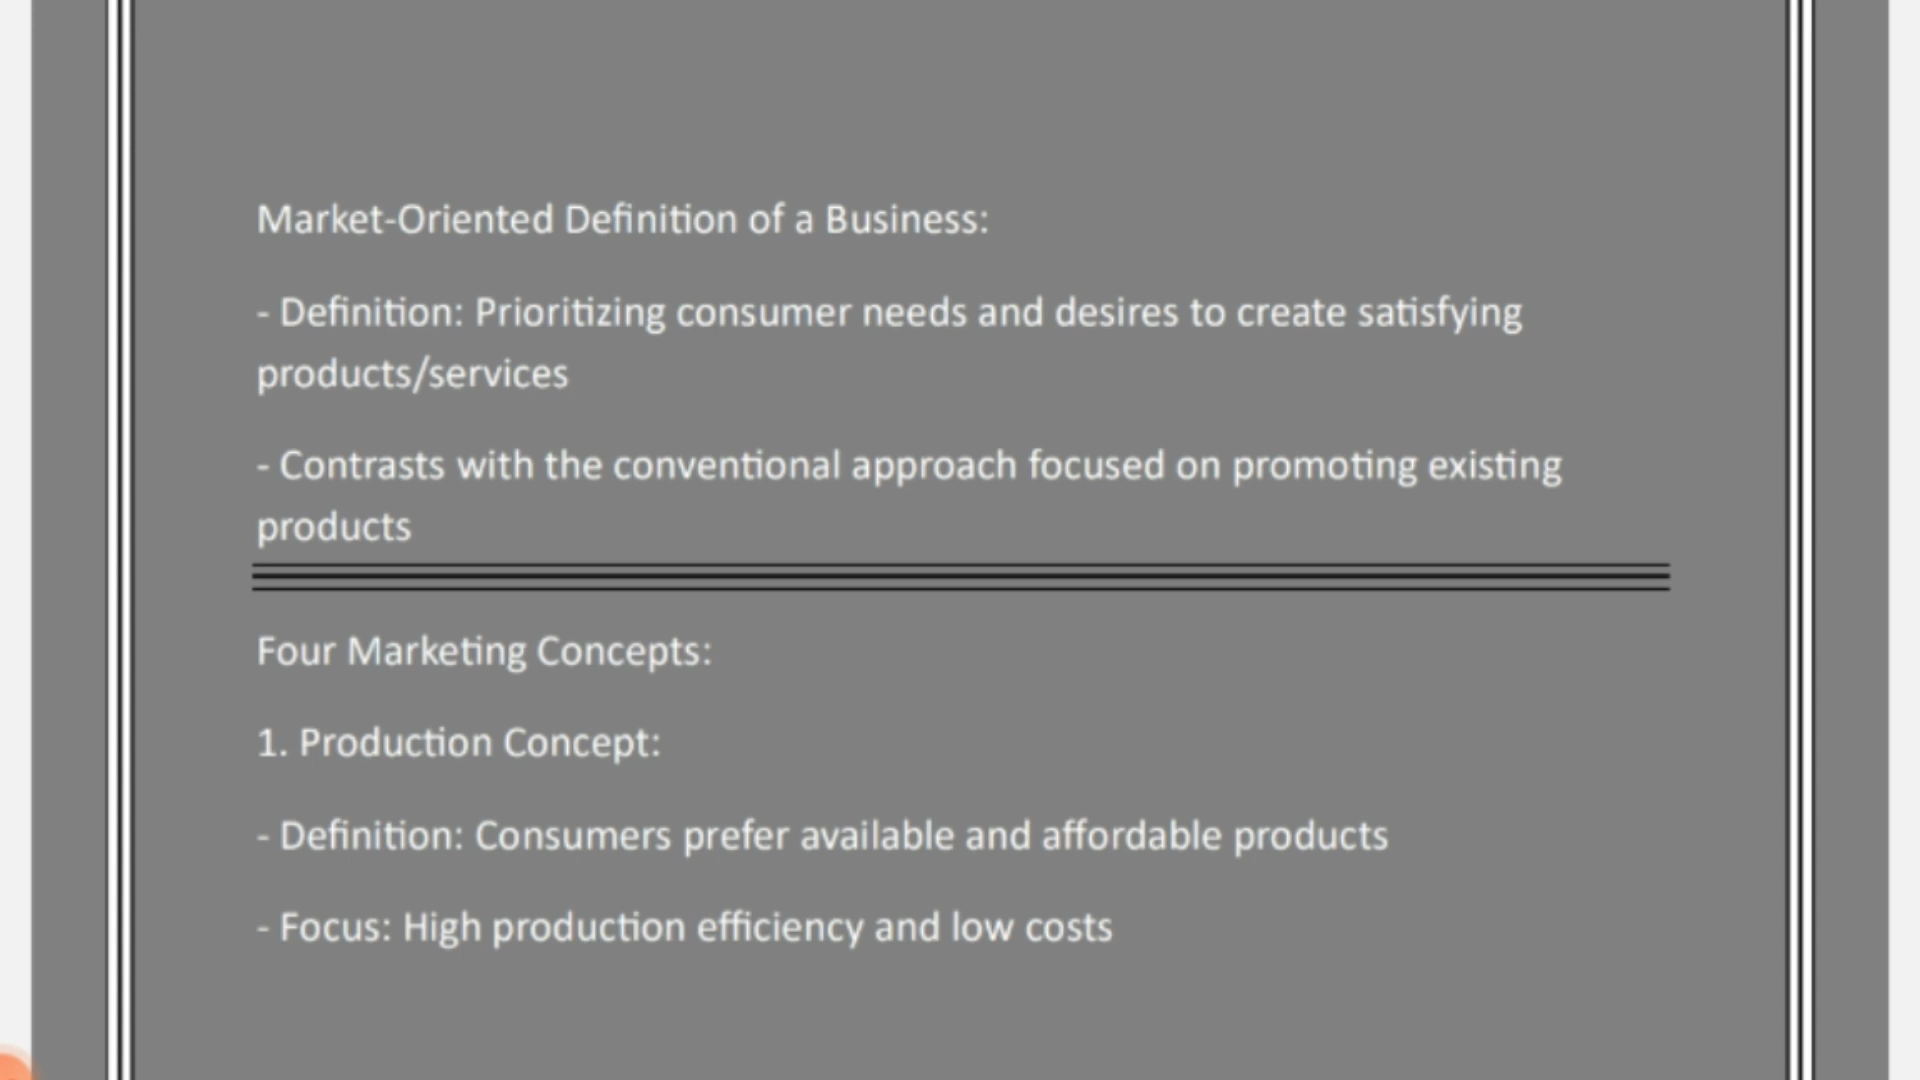 Market-Oriented Definition of a Business:
- Definition: Prioritizing consumer needs and desires to create satisfying
products/services
- Contrasts with the conventional approach focused on promoting existing
products
Four Marketing Concepts:
1. Production Concept:
- Definition: Consumers prefer available and affordable products
- Focus: High production efficiency and low costs